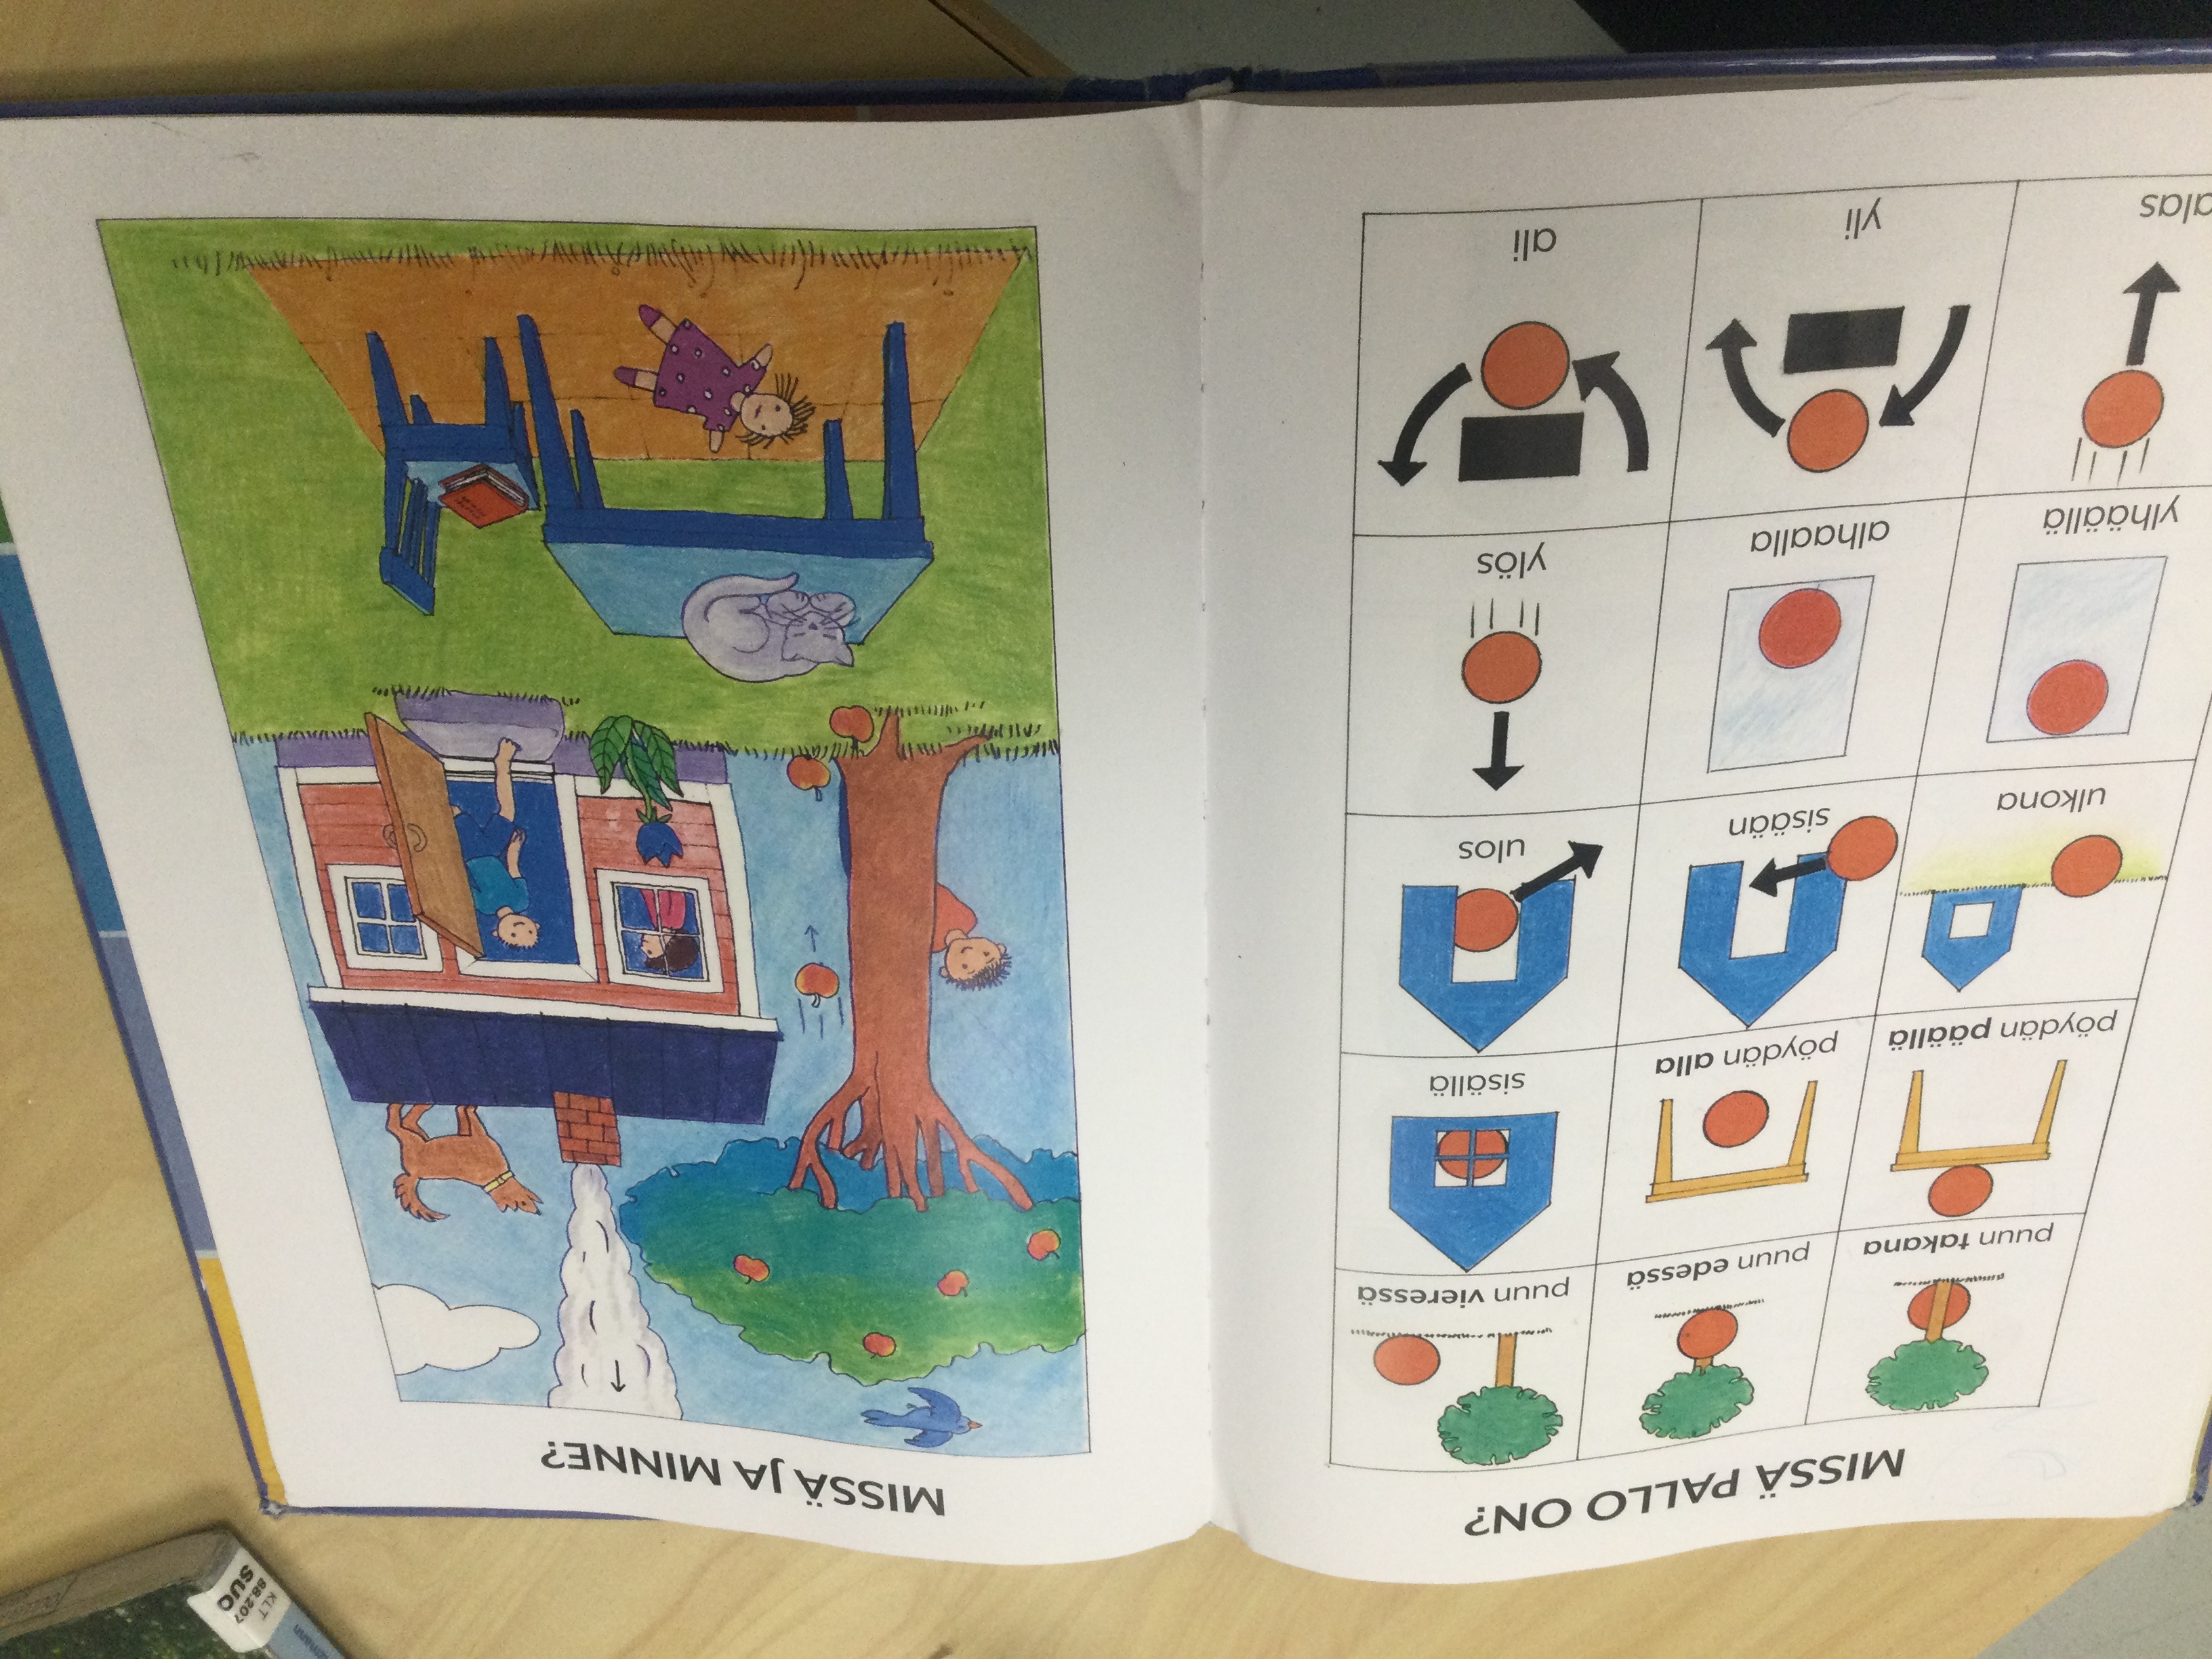 MISSÄ PALLO ON?
puun takana
puun edessä
puun vieressä
pöydän päällä
pöydän alla
sisällä
ulkona
sisään
ulos
ylhäällä
alhaalla
ylös
alas
yli
ali
MISSÄ JA MINNE?
KLT
88.207
SUO